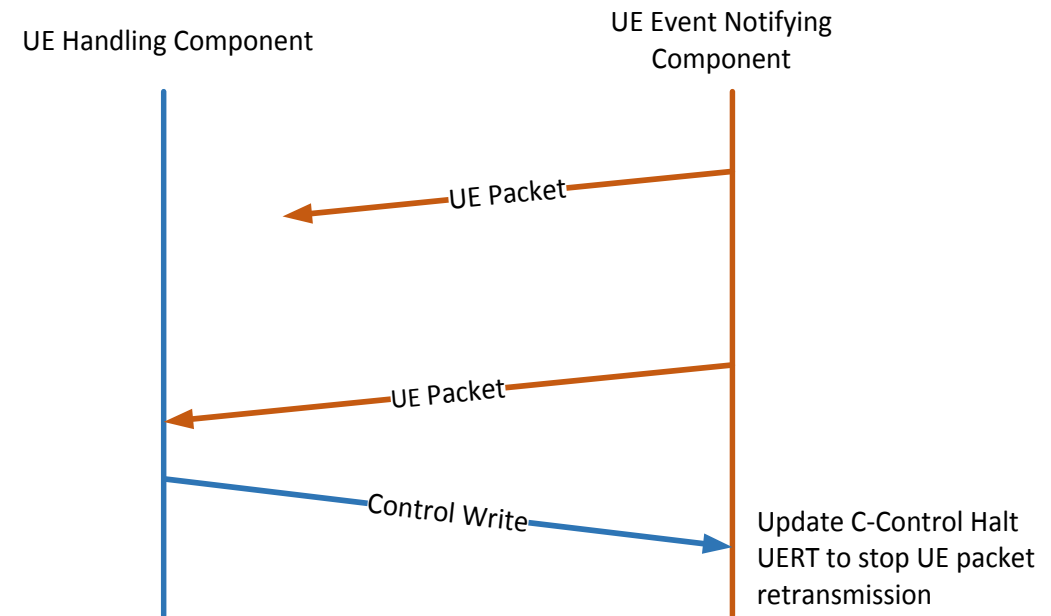 UE Handling Component
UE Event Notifying
Component
UE Packet
UE Packet
Control Write
Update C-Control Halt
UERT to stop UE packet
retransmission